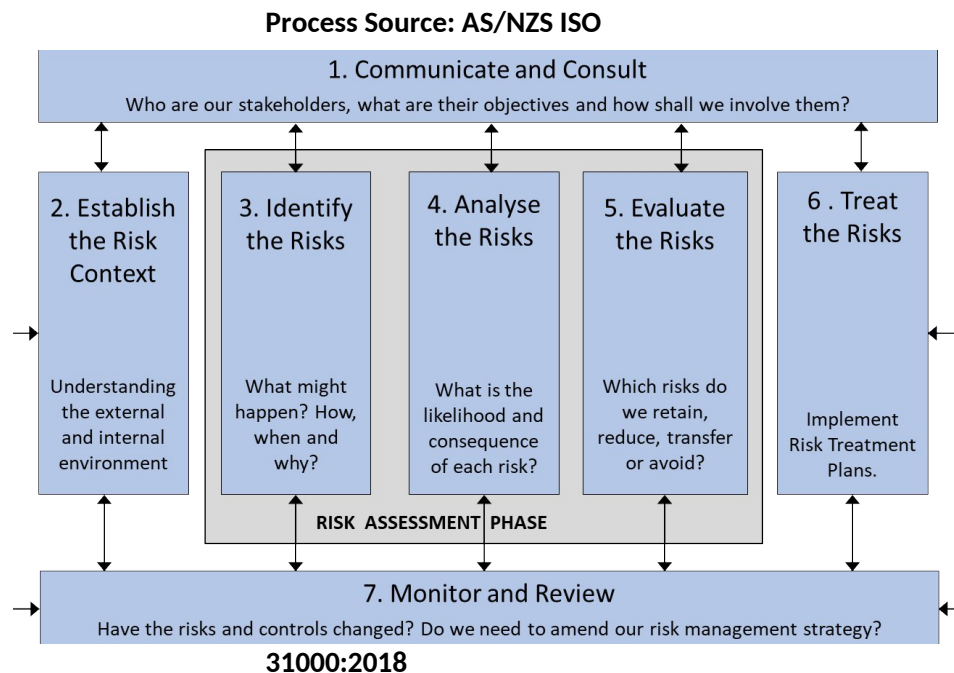 Process Source: AS/NZS ISO
1. Communicate and Consult
Who are our stakeholders, what are their objectives and how shall we involve them?
2. Establish
the Risk
Context
Understanding
the external
and internal
environment
3. Identify
the Risks
What might
happen? How,
when and
why?
4. Analyse
the Risks
What is the
likelihood and
consequence
of each risk?
5. Evaluate
the Risks
Which risks do
we retain,
reduce, transfer
or avoid?
6 . Treat
the Risks
Implement
Risk Treatment
Plans.
RISK ASSESSMENT PHASE
7. Monitor and Review
Have the risks and controls changed? Do we need to amend our risk management strategy?
31000:2018